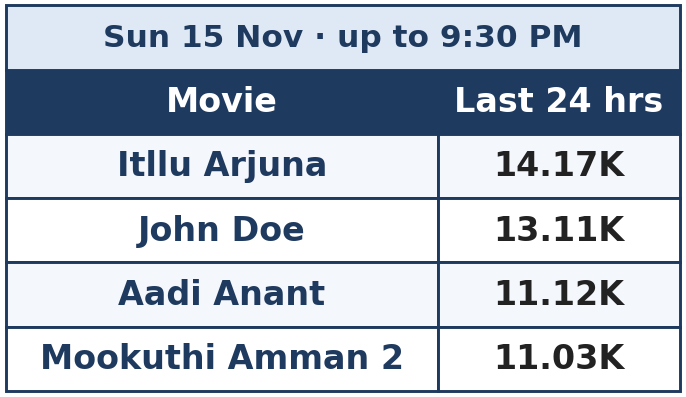 Sun 15 Nov · up to 9:30 PM
Movie Last 24 hrs
Itllu Arjuna 14.17K
John Doe 13.11K
Aadi Anant 11.12K
Mookuthi Amman 2 11.03K